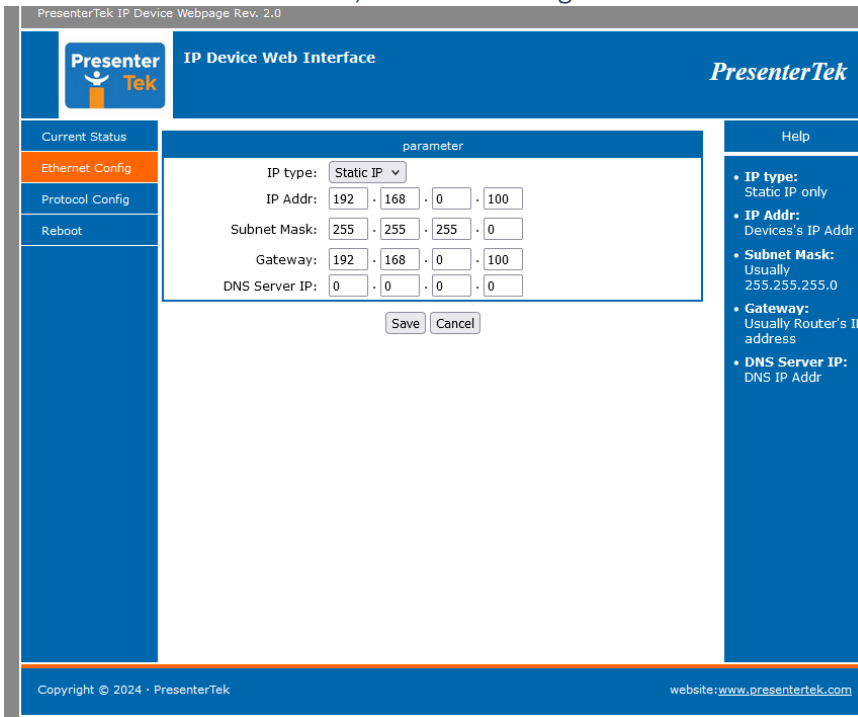 PresenterTek IP Device Webpage Rev. 2.0
Presenter
Tek
IP Device Web Interface
PresenterTek
Current Status
Ethernet Config
Protocol Config
Reboot
parameter
IP type: Static IP
IP Addr: 192 . 168 . 0 . 100
Subnet Mask: 255 . 255 . 255 . 0
Gateway: 192 . 168 . 0 . 100
DNS Server IP: 0 . 0 . 0 . 0
Save Cancel
Help
• IP type:
Static IP only
• IP Addr:
Devices's IP Addr
• Subnet Mask:
Usually
255.255.255.0
• Gateway:
Usually Router's
address
• DNS Server IP:
DNS IP Addr
Copyright © 2024 · PresenterTek
website:www.presentertek.com